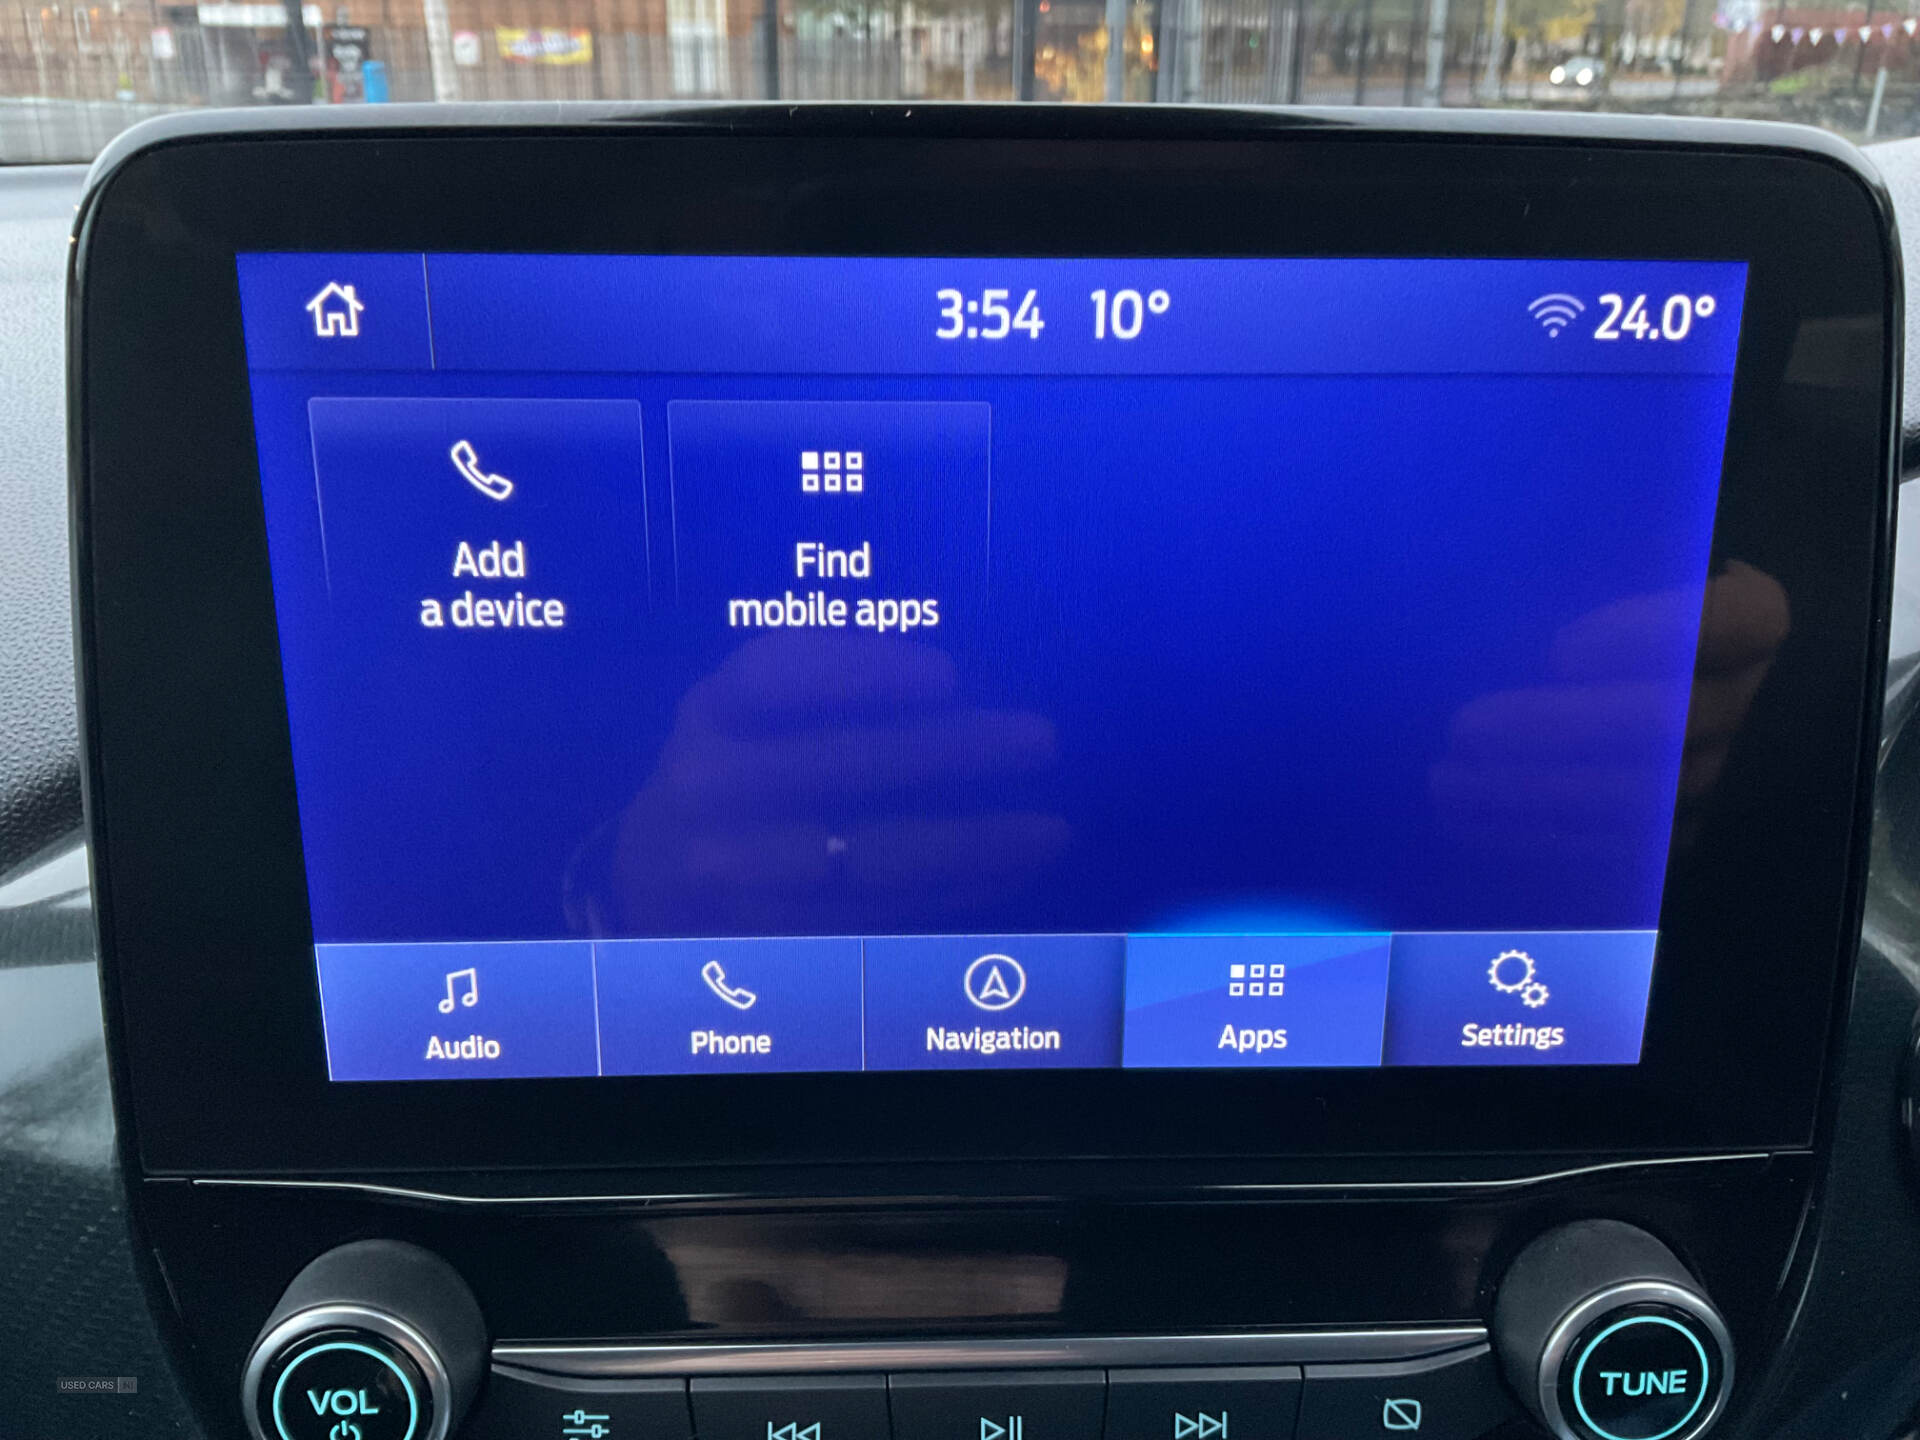 3:54 10° 24.0°
Add
a device
Find
mobile apps
Audio
Phone
Navigation
Apps
Settings
VOL
TUNE
USED CARS NI